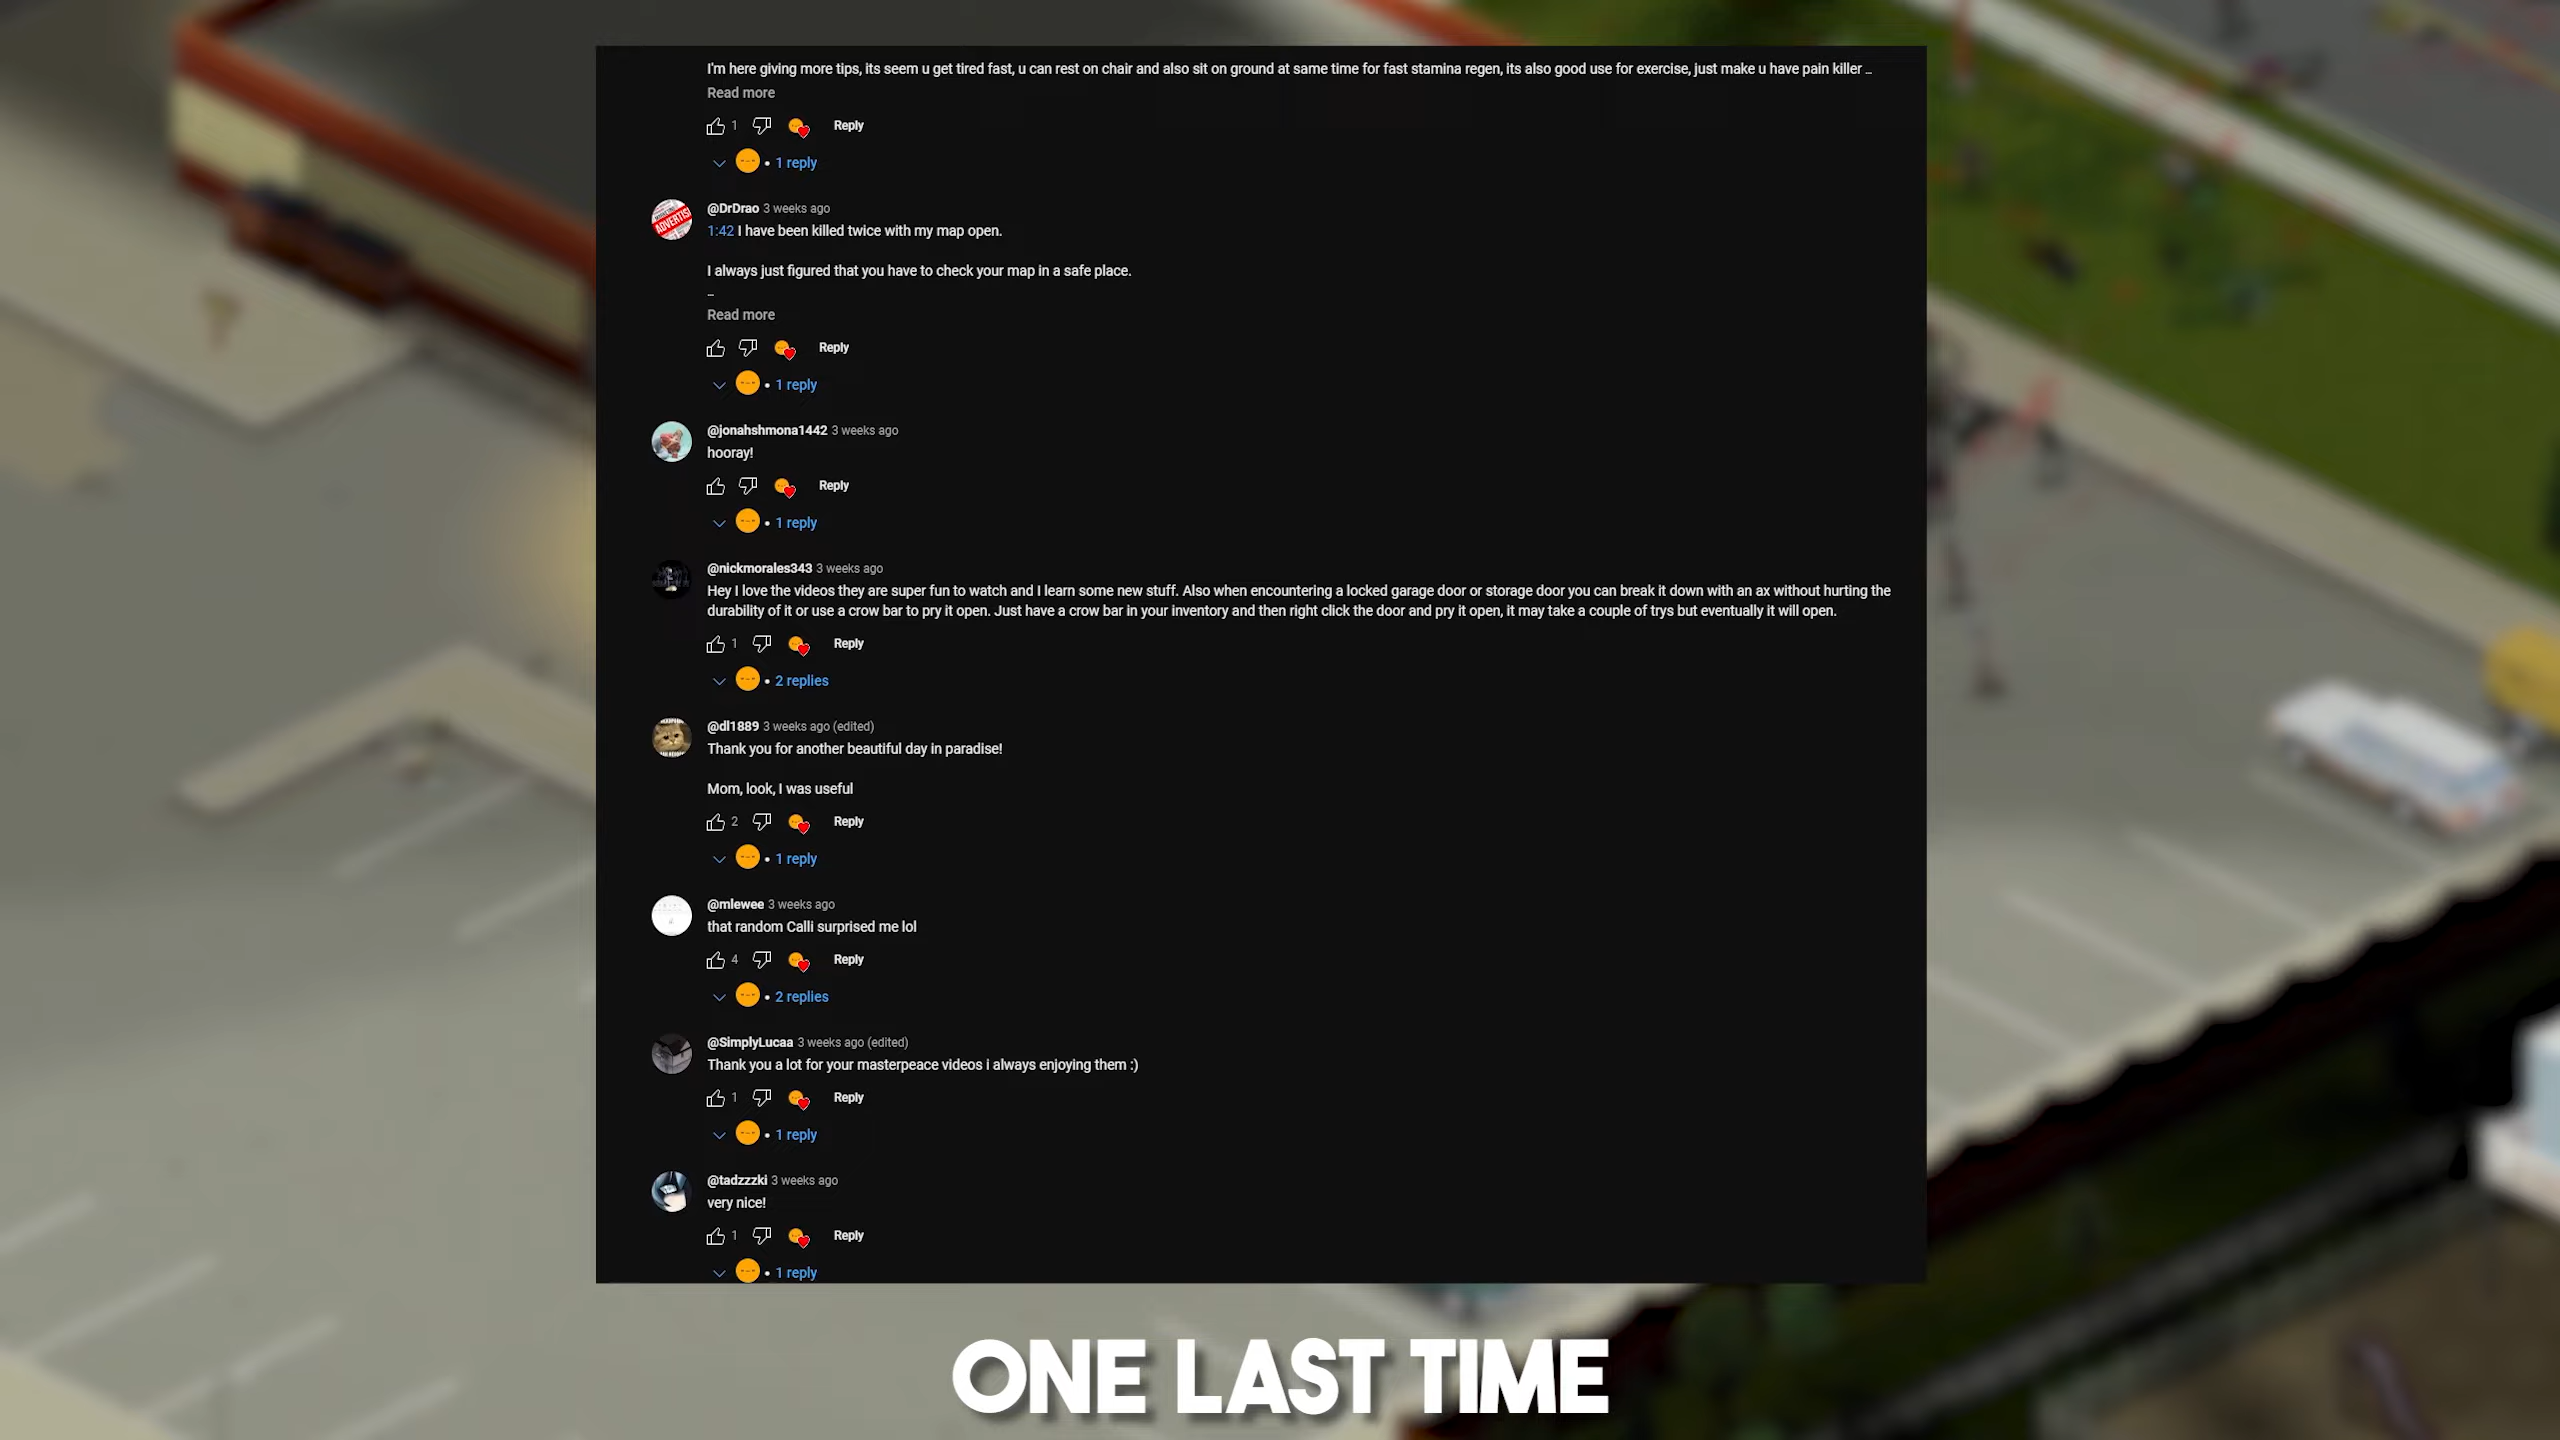 I'm here giving more tips, its seem u get tired fast, u can rest on chair and also sit on ground at same time for fast stamina regen, its also good use for exercise, just make u have pain killer ...
Read more
1 Reply
• 1 reply
@DrDrao 3 weeks ago
1:42 I have been killed twice with my map open.
I always just figured that you have to check your map in a safe place.
...
Read more
Reply
• 1 reply
@jonahshmona1442 3 weeks ago
hooray!
Reply
• 1 reply
@nickmorales343 3 weeks ago
Hey I love the videos they are super fun to watch and I learn some new stuff. Also when encountering a locked garage door or storage door you can break it down with an ax without hurting the
durability of it or use a crow bar to pry it open. Just have a crow bar in your inventory and then right click the door and pry it open, it may take a couple of trys but eventually it will open.
1 Reply
• 2 replies
@dl1889 3 weeks ago (edited)
Thank you for another beautiful day in paradise!
Mom, look, I was useful
2 Reply
• 1 reply
@mlewee 3 weeks ago
that random Calli surprised me lol
4 Reply
• 2 replies
@SimplyLucaa 3 weeks ago (edited)
Thank you a lot for your masterpeace videos i always enjoying them :)
1 Reply
• 1 reply
@tadzzzki 3 weeks ago
very nice!
1 Reply
• 1 reply
ONE LAST TIME